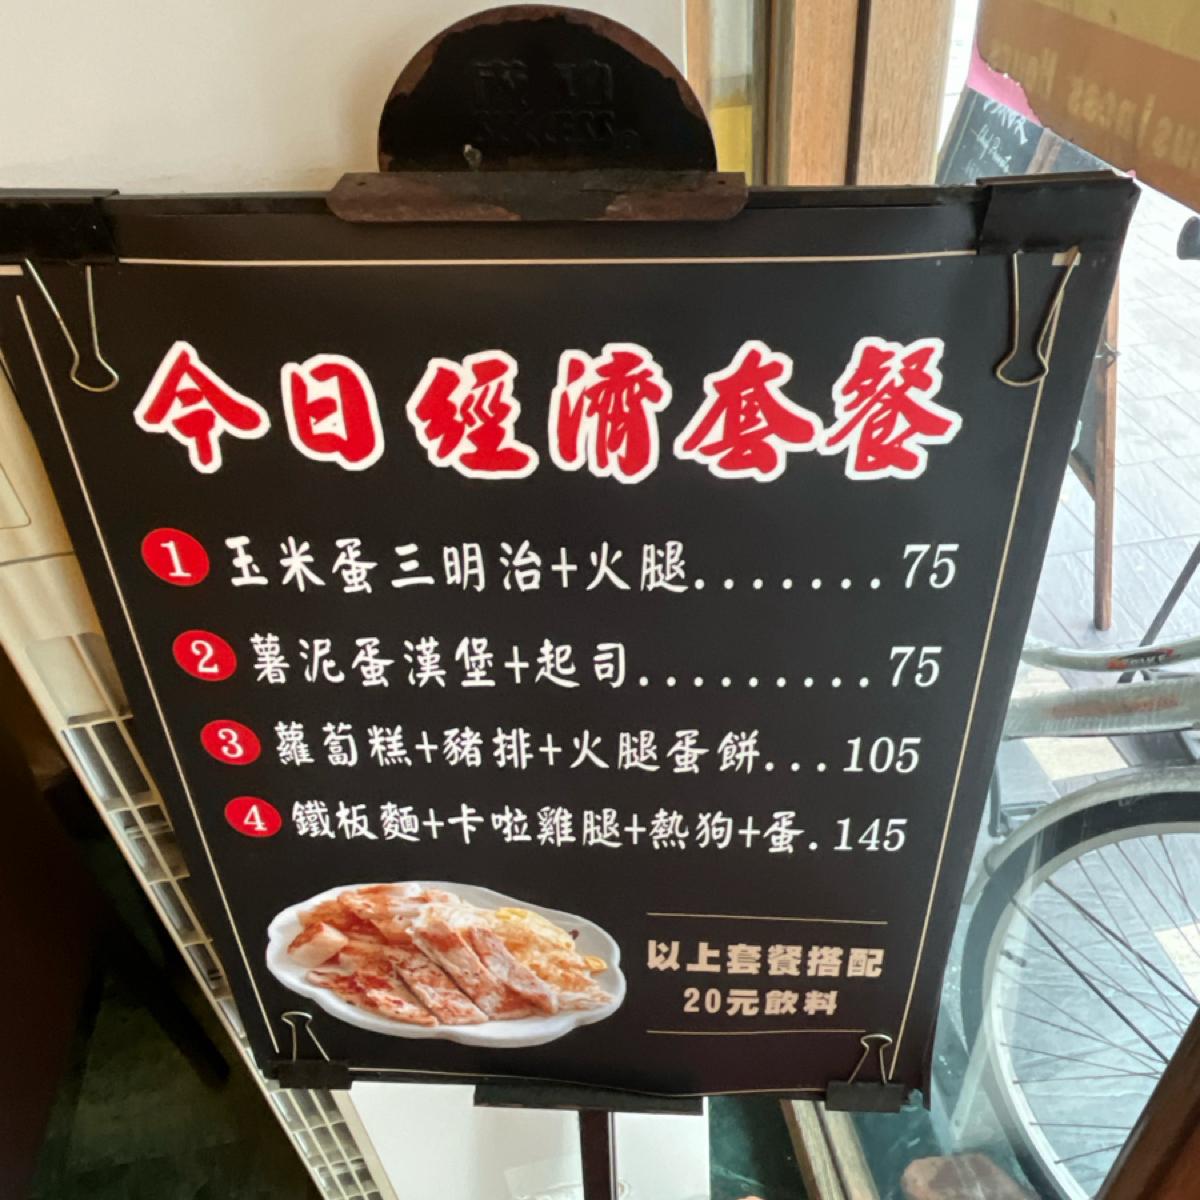 今日經濟套餐
1 玉米蛋三明治+火腿.......75
2 薯泥蛋漢堡+起司.........75
3 蘿蔔糕+豬排+火腿蛋餅...105
4 鐵板麵+卡啦雞腿+熱狗+蛋.145
以上套餐搭配
20元飲料